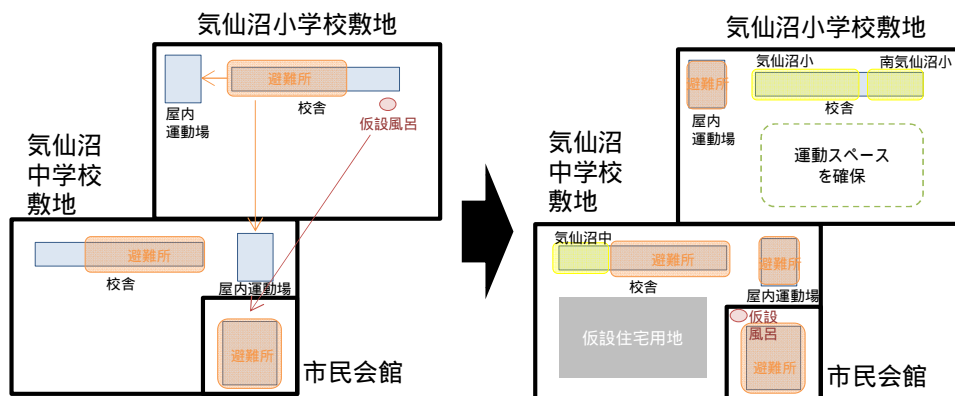 気仙沼小学校敷地
避難所
屋内
運動場
校舎
仮設風呂
気仙沼
中学校
敷地
避難所
校舎
屋内運動場
避難所
市民会館
気仙沼小学校敷地
気仙沼小
南気仙沼小
避難所
校舎
屋内
運動場
運動スペース
を確保
気仙沼
中学校
敷地
気仙沼中
避難所
避難所
校舎
屋内運動場
仮設住宅用地
仮設
風呂
避難所
市民会館